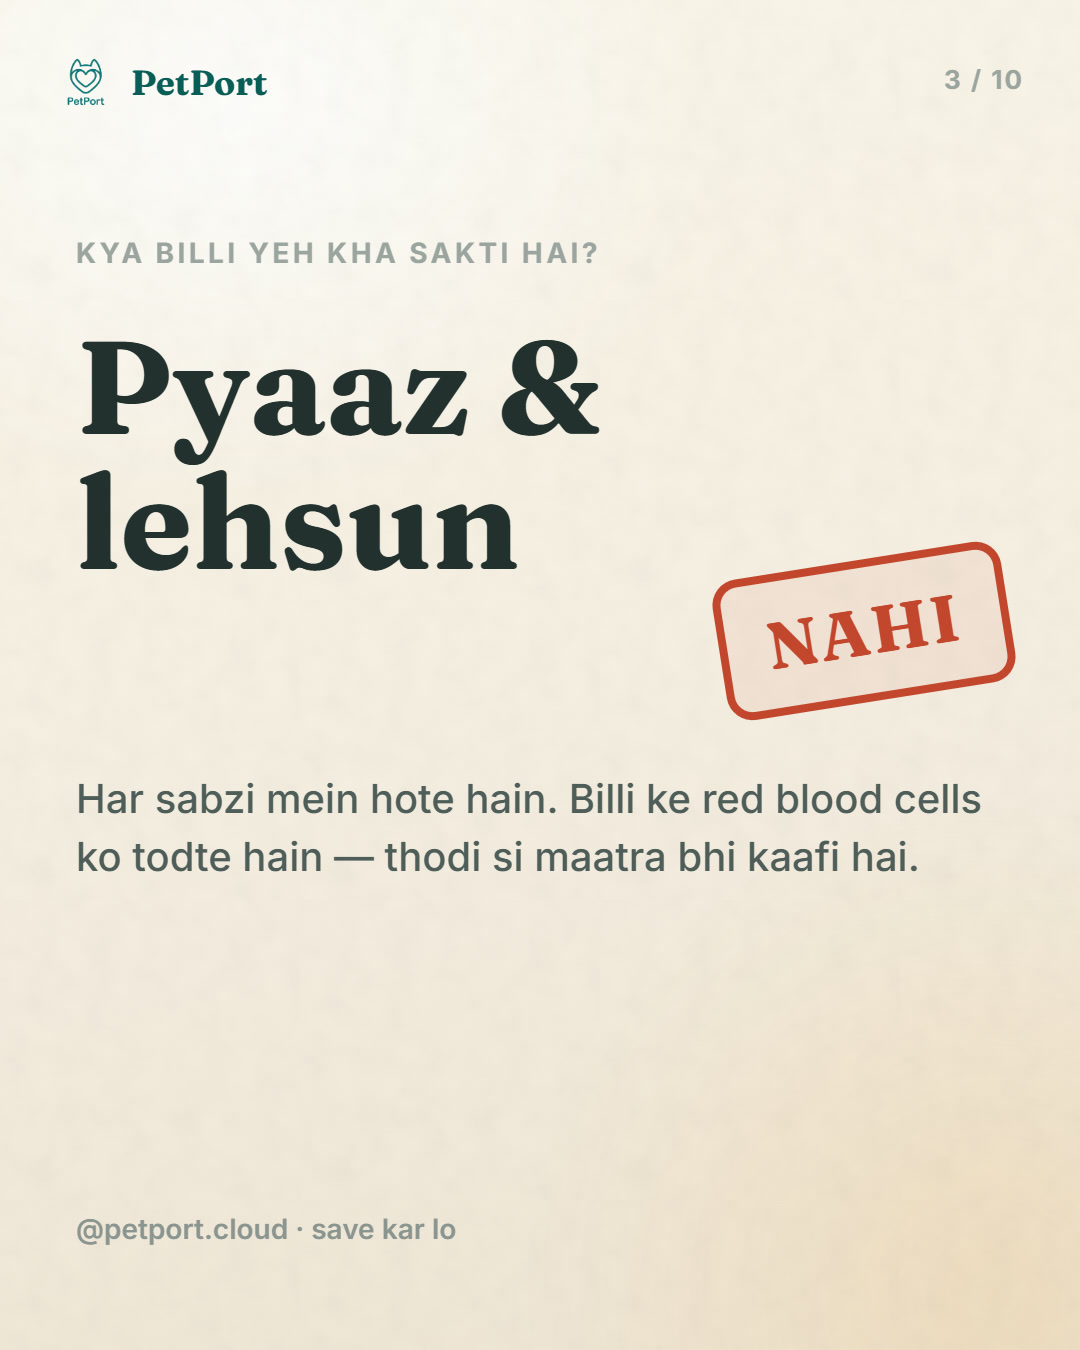 PetPort
PetPort
3 / 10
KYA BILLI YEH KHA SAKTI HAI?
Pyaaz &
lehsun
NAHI
Har sabzi mein hote hain. Billi ke red blood cells
ko todte hain — thodi si maatra bhi kaafi hai.
@petport.cloud · save kar lo